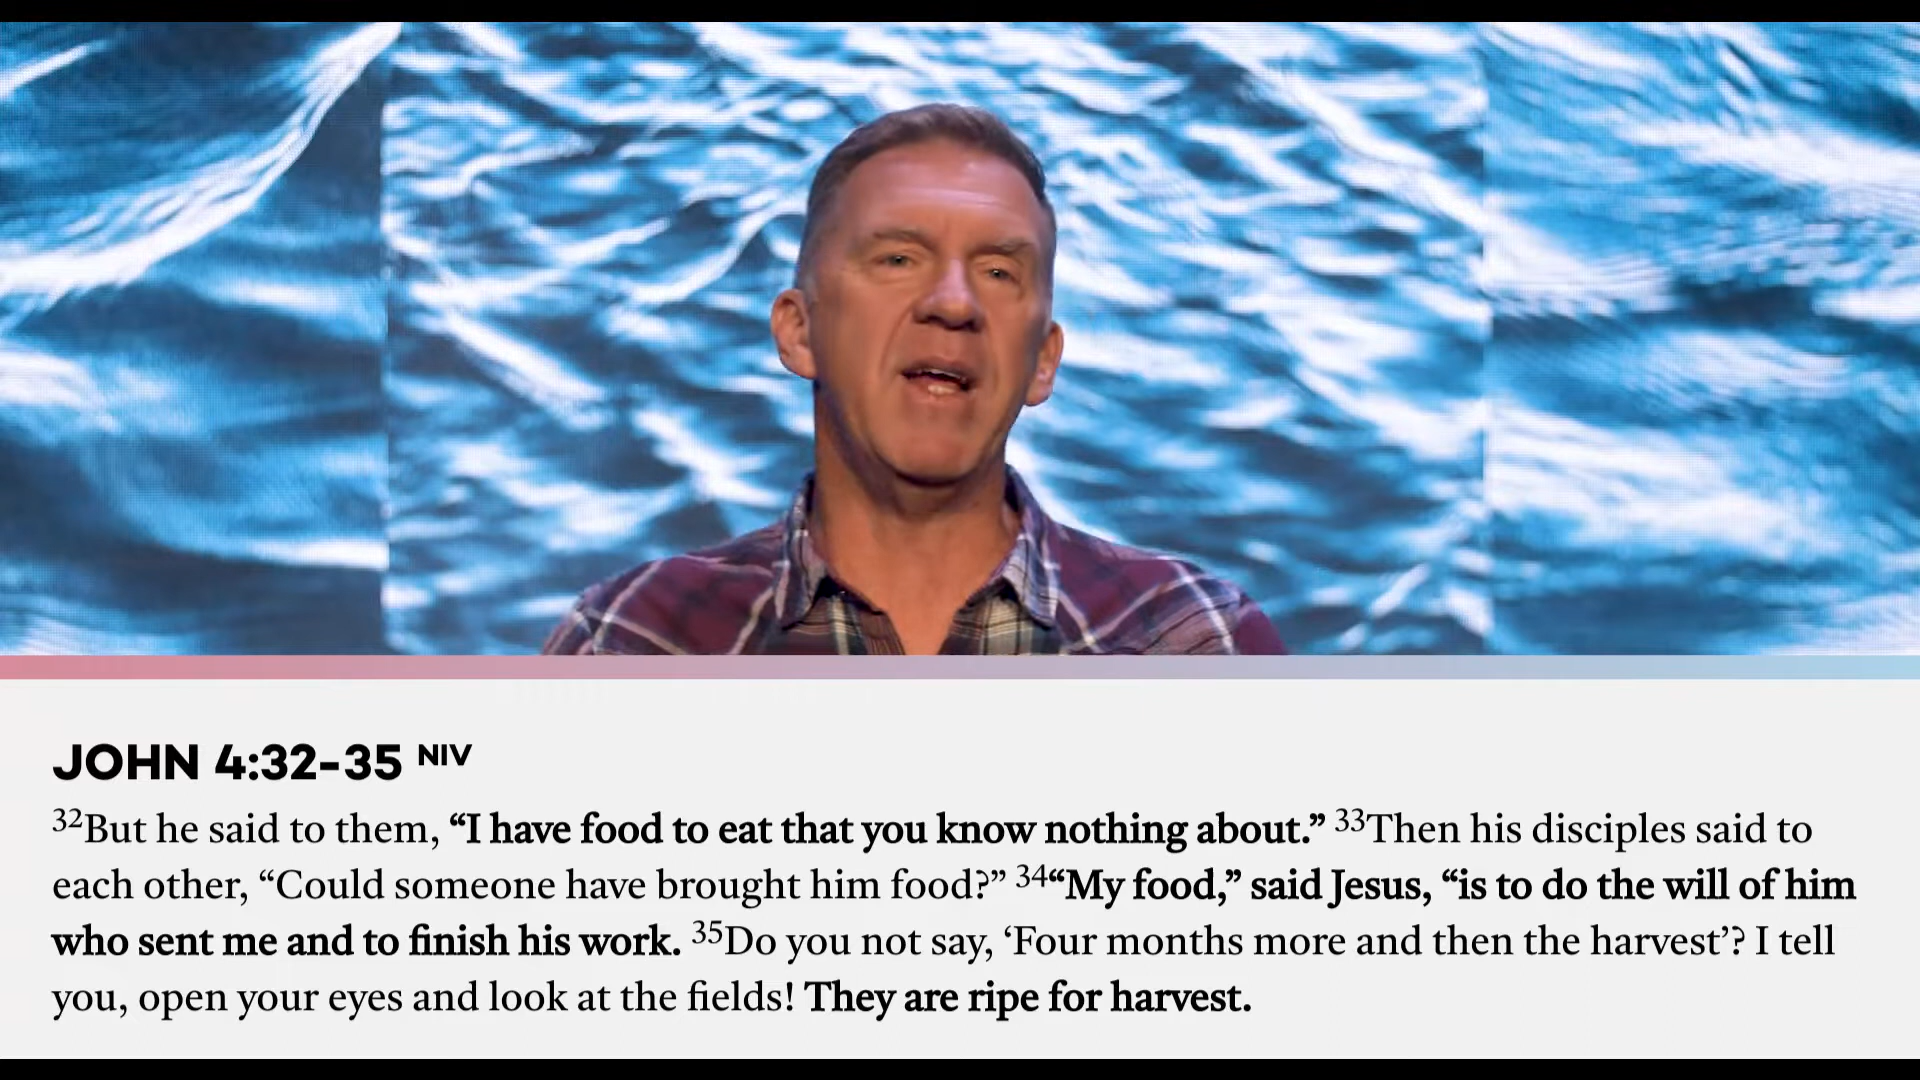 JOHN 4:32-35 NIV
32But he said to them, “I have food to eat that you know nothing about.” 33Then his disciples said to
each other, “Could someone have brought him food?” 34“My food,” said Jesus, “is to do the will of him
who sent me and to finish his work. 35Do you not say, ‘Four months more and then the harvest’? I tell
you, open your eyes and look at the fields! They are ripe for harvest.